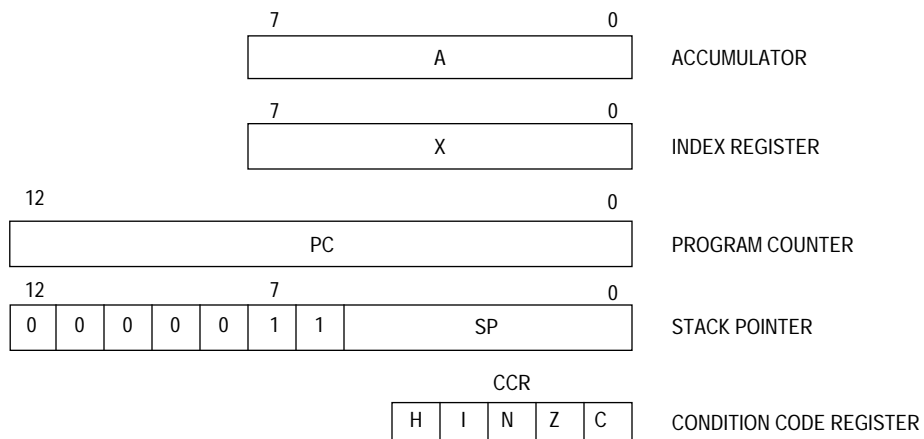 7 0
A ACCUMULATOR
7 0
X INDEX REGISTER
12 0
PC PROGRAM COUNTER
12 7 0
0 0 0 0 0 1 1 SP STACK POINTER
CCR
H I N Z C CONDITION CODE REGISTER